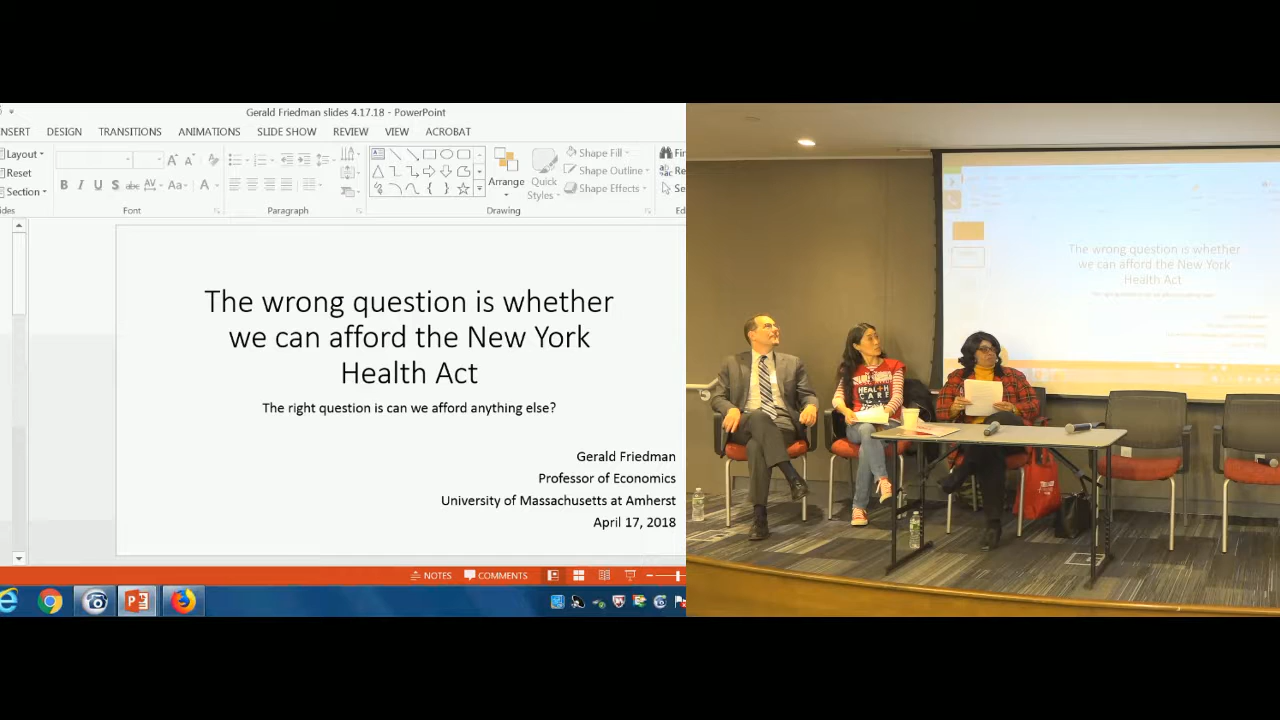 Gerald Friedman slides 4.17.18 - PowerPoint
NSERT DESIGN TRANSITIONS ANIMATIONS SLIDE SHOW REVIEW VIEW ACROBAT
Layout
Reset
Section
B I U S abc AV Aa A
Arrange
Quick
Styles
Shape Fill
Shape Outline
Shape Effects
Font
Paragraph
Drawing
The wrong question is whether
we can afford the New York
Health Act
The right question is can we afford anything else?
Gerald Friedman
Professor of Economics
University of Massachusetts at Amherst
April 17, 2018
NOTES COMMENTS
The wrong question is whether
we can afford the New York
Health Act
HEALTH
CARE